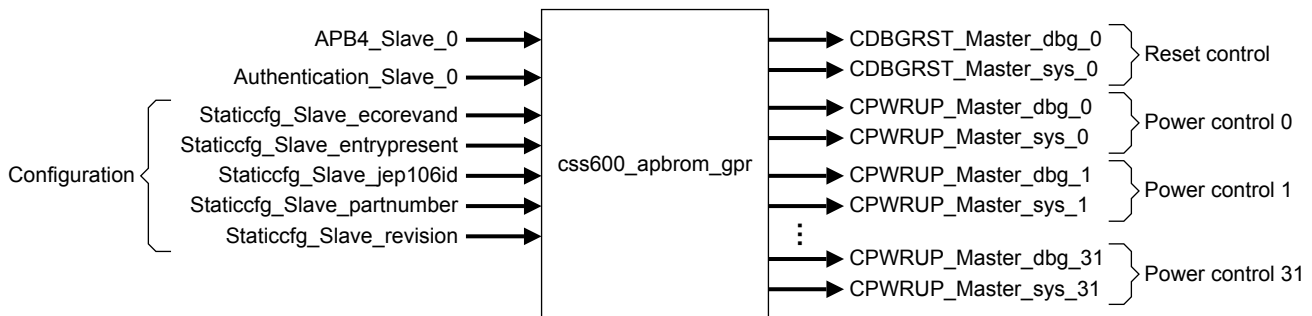 APB4_Slave_0
Authentication_Slave_0
Configuration
Staticcfg_Slave_ecorevand
Staticcfg_Slave_entrypresent
Staticcfg_Slave_jep106id
Staticcfg_Slave_partnumber
Staticcfg_Slave_revision
css600_apbrom_gpr
CDBGRST_Master_dbg_0
CDBGRST_Master_sys_0
Reset control
CPWRUP_Master_dbg_0
CPWRUP_Master_sys_0
Power control 0
CPWRUP_Master_dbg_1
CPWRUP_Master_sys_1
Power control 1
CPWRUP_Master_dbg_31
CPWRUP_Master_sys_31
Power control 31